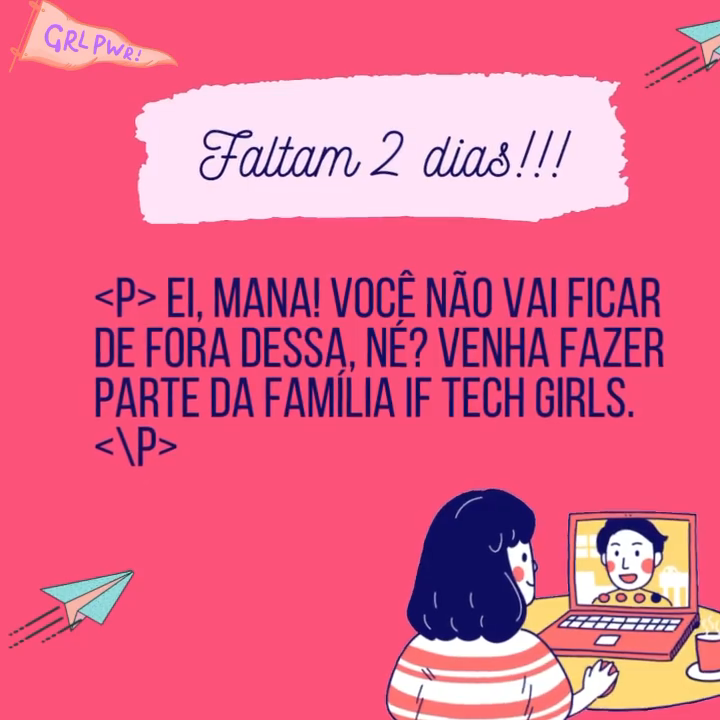 GRL PWR!
Faltam 2 dias!!!
<P> EI, MANA! VOCÊ NÃO VAI FICAR
DE FORA DESSA, NÉ? VENHA FAZER
PARTE DA FAMÍLIA IF TECH GIRLS.
<\P>